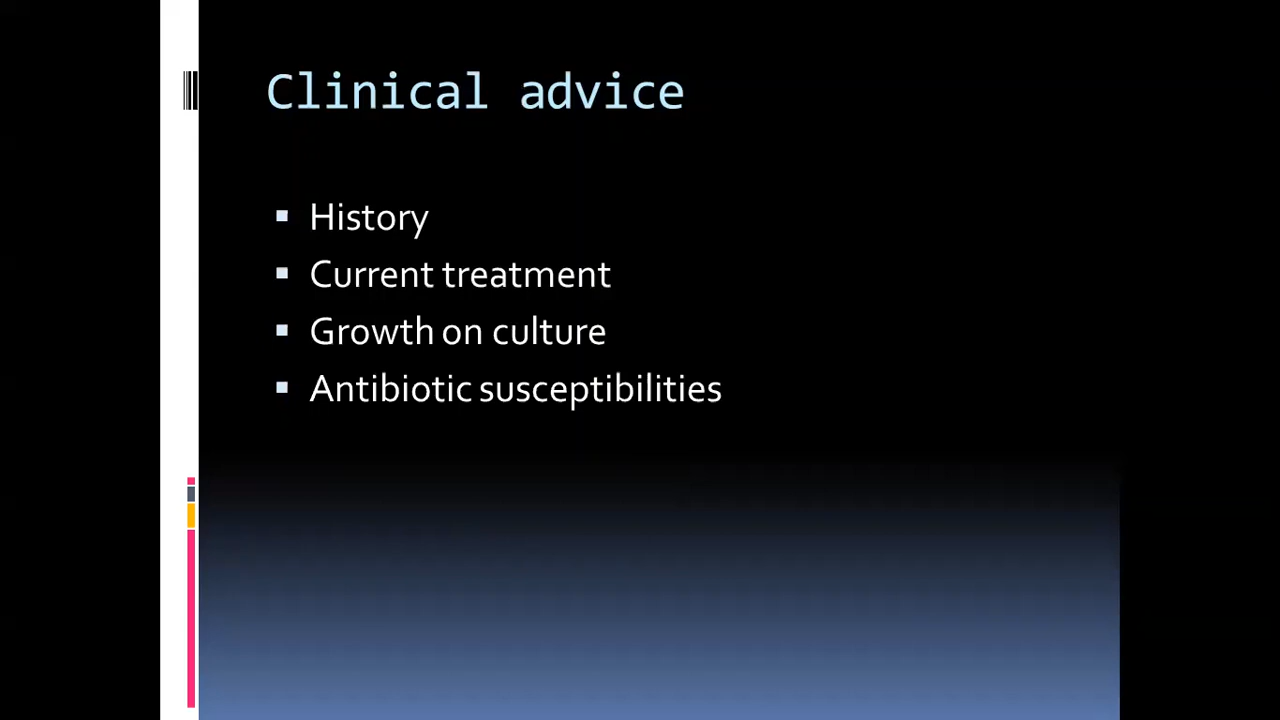 Clinical advice
▪ History
▪ Current treatment
▪ Growth on culture
▪ Antibiotic susceptibilities